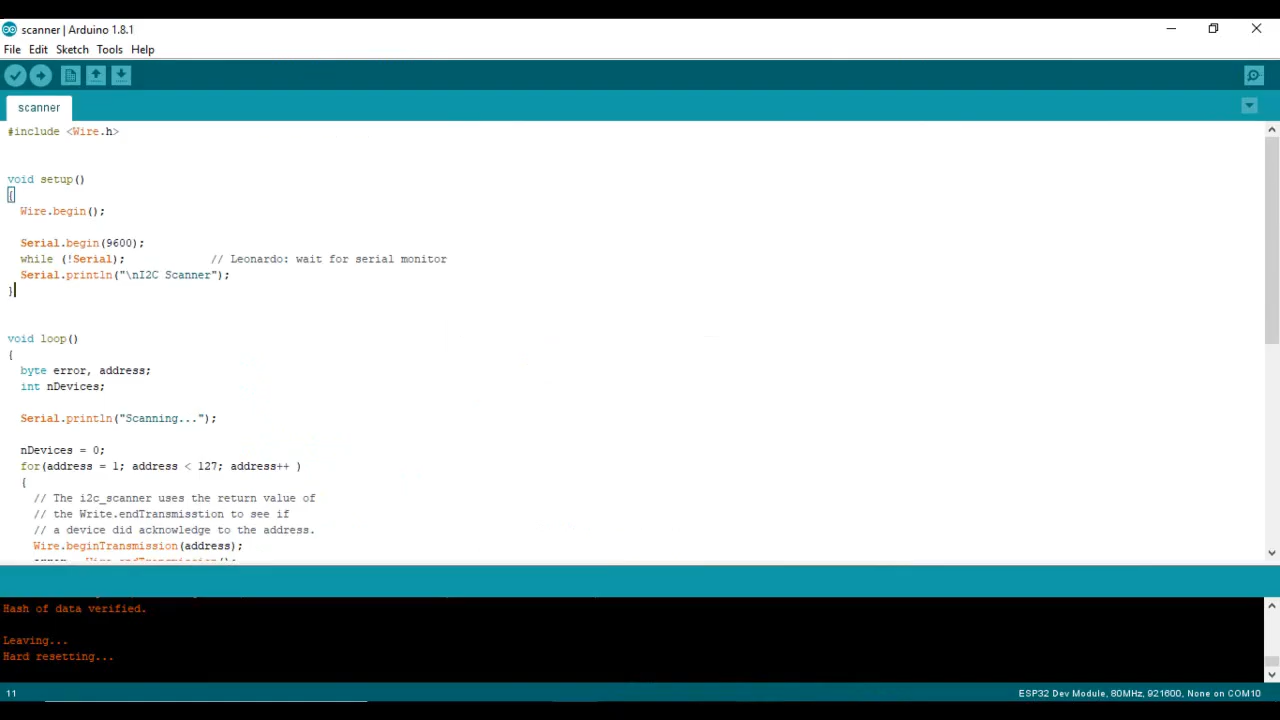 scanner | Arduino 1.8.1
File Edit Sketch Tools Help
scanner
#include <Wire.h>
void setup()
{
Wire.begin();
Serial.begin(9600);
while (!Serial); // Leonardo: wait for serial monitor
Serial.println("\nI2C Scanner");
}
void loop()
{
byte error, address;
int nDevices;
Serial.println("Scanning...");
nDevices = 0;
for(address = 1; address < 127; address++ )
{
// The i2c_scanner uses the return value of
// the Write.endTransmisstion to see if
// a device did acknowledge to the address.
Wire.beginTransmission(address);
Hash of data verified.
Leaving...
Hard resetting...
11 ESP32 Dev Module, 80MHz, 921600, None on COM10